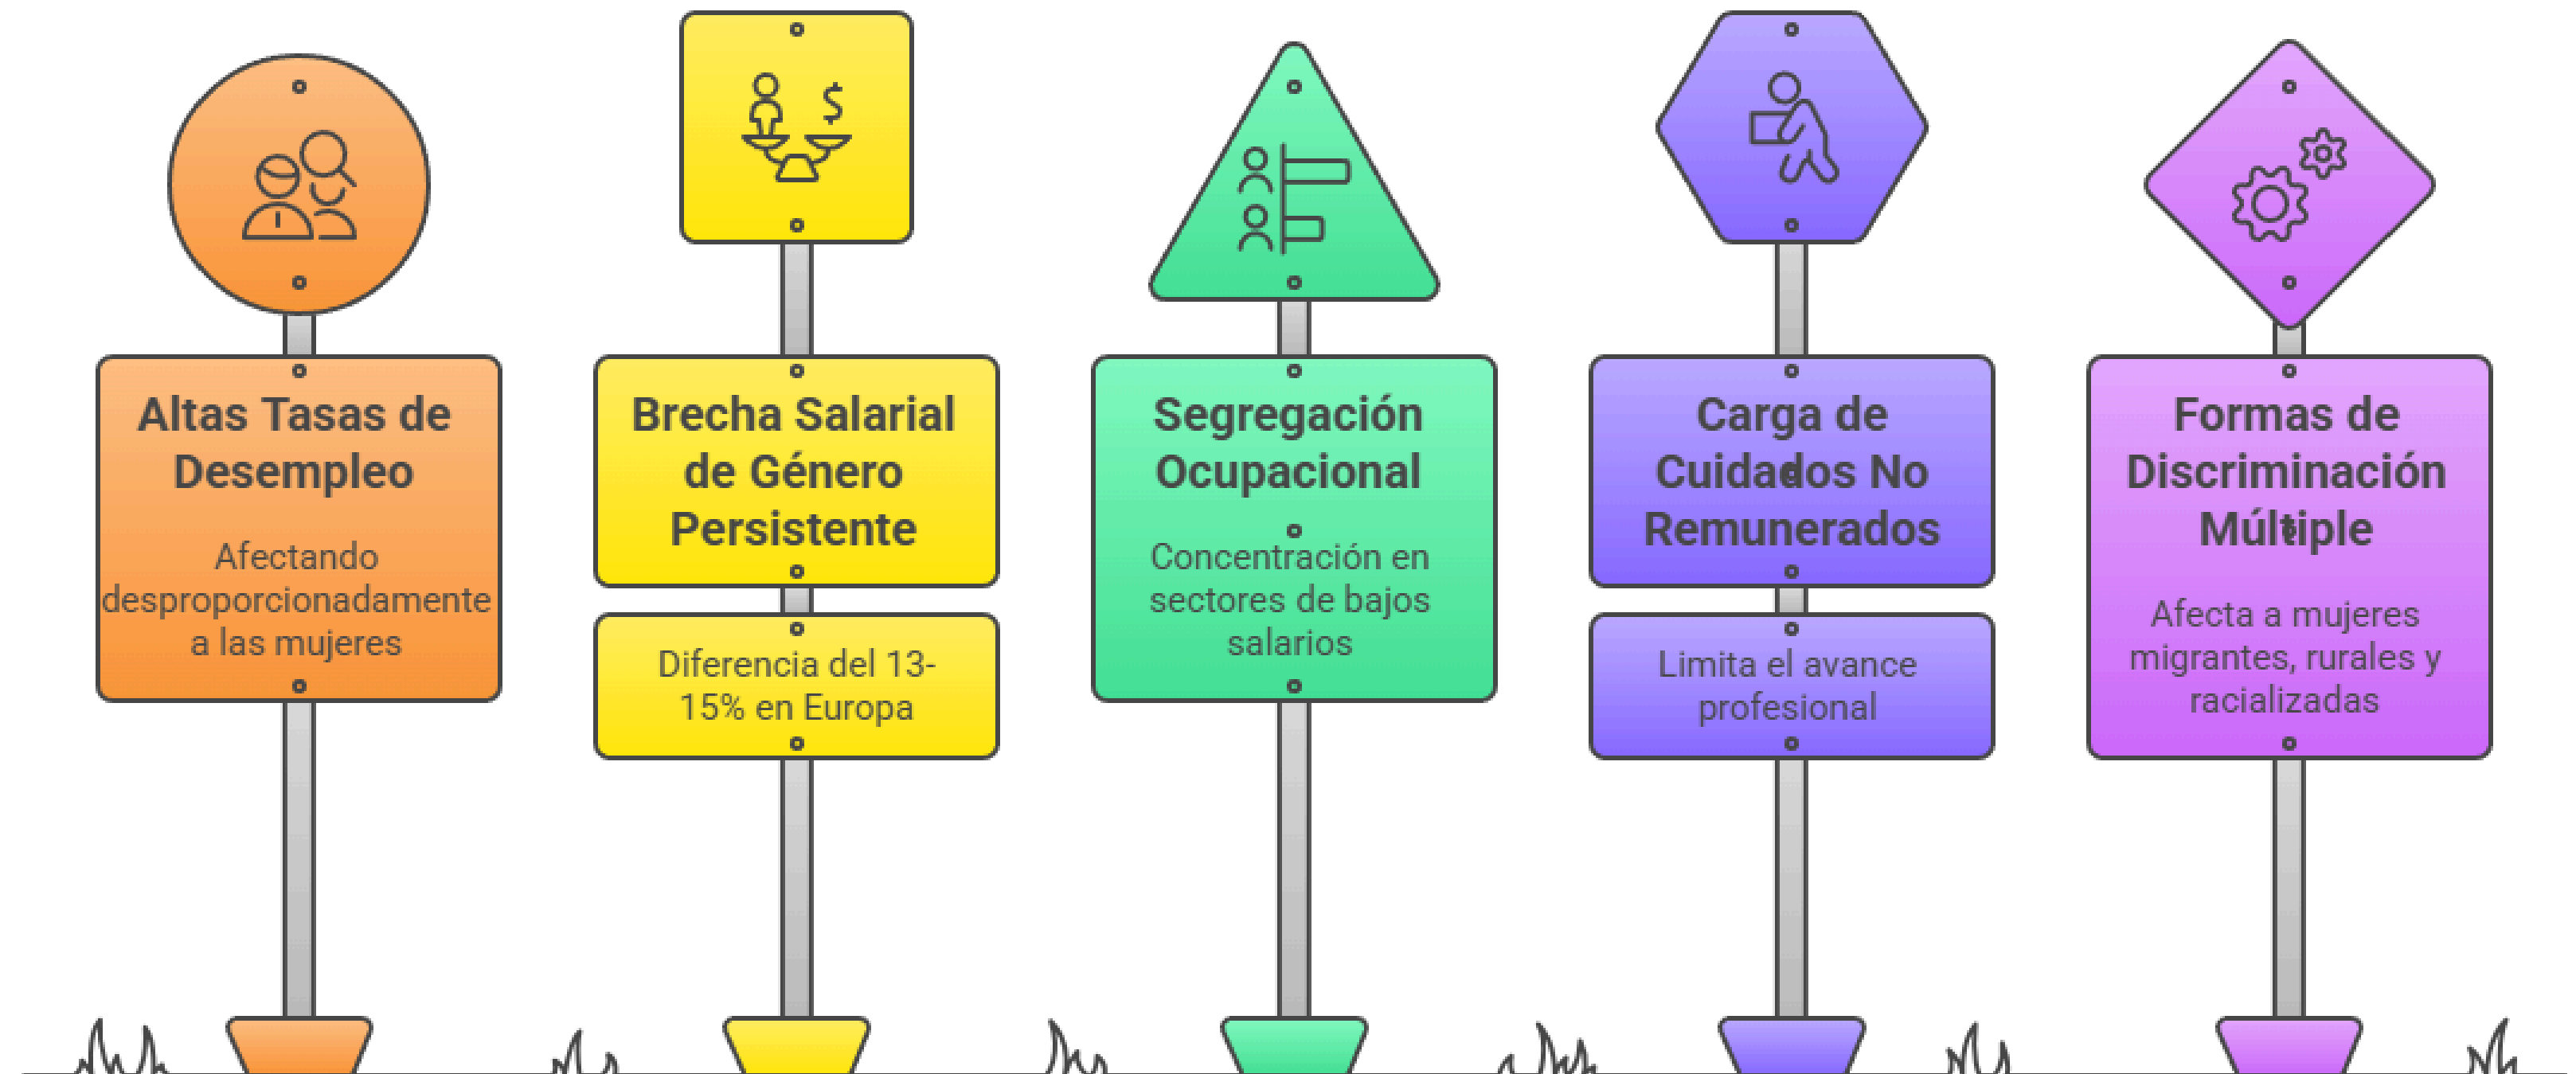 Altas Tasas de
Desempleo
Afectando
desproporcionadamente
a las mujeres
$
Brecha Salarial
de Género
Persistente
Diferencia del 13-
15% en Europa
Segregación
Ocupacional
Concentración en
sectores de bajos
salarios
Carga de
Cuidados No
Remunerados
Limita el avance
profesional
Formas de
Discriminación
Múltiple
Afecta a mujeres
migrantes, rurales y
racializadas